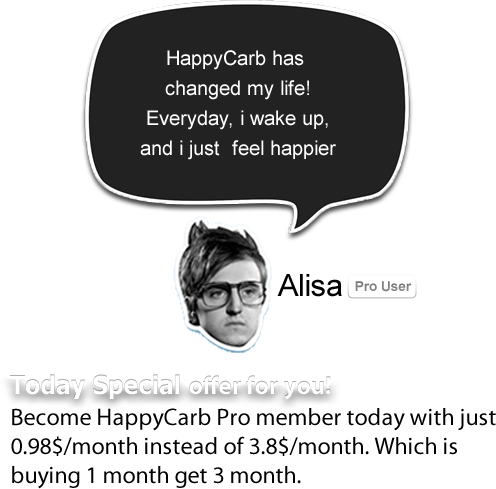 HappyCarb has
changed my life!
Everyday, i wake up,
and i just feel happier
Alisa Pro User
Today Special offer for you!
Become HappyCarb Pro member today with just
0.98$/month instead of 3.8$/month. Which is
buying 1 month get 3 month.